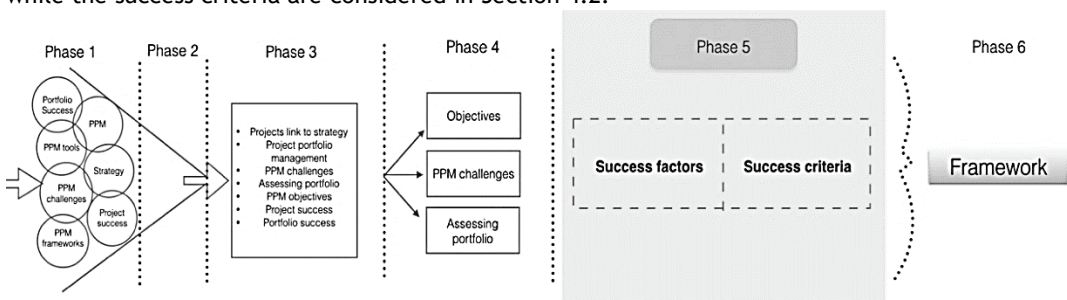 while the success criteria are considered in Section 4.2.
Phase 1
Phase 2
Phase 3
Phase 4
Phase 5
Phase 6
Portfolio
Success
PPM
PPM tools
Strategy
PPM
challenges
Project
success
PPM
frameworks
• Projects link to strategy
• Project portfolio
management
• PPM challenges
• Assessing portfolio
• PPM objectives
• Project success
• Portfolio success
Objectives
PPM challenges
Assessing
portfolio
Success factors
Success criteria
Framework